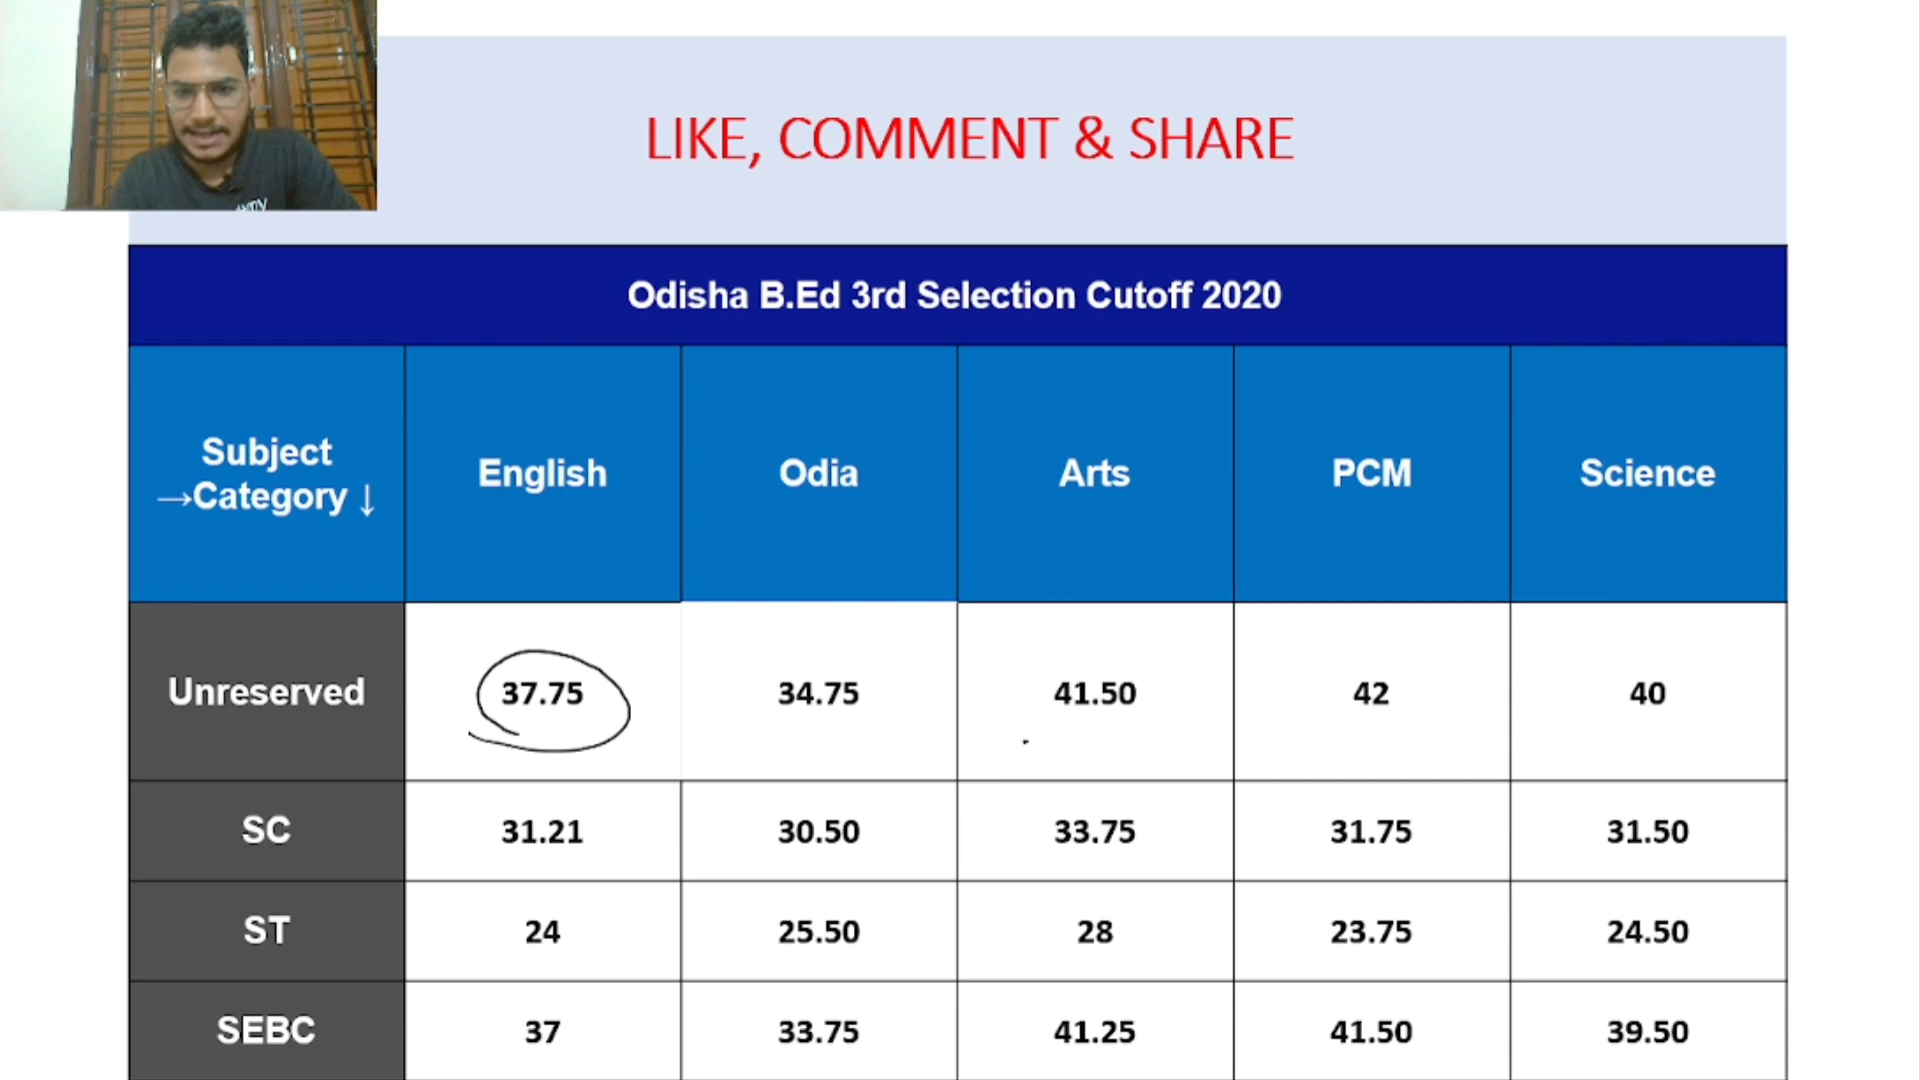 LIKE, COMMENT & SHARE
Odisha B.Ed 3rd Selection Cutoff 2020
Subject
→Category ↓
English
Odia
Arts
PCM
Science
Unreserved
37.75
34.75
41.50
42
40
SC
31.21
30.50
33.75
31.75
31.50
ST
24
25.50
28
23.75
24.50
SEBC
37
33.75
41.25
41.50
39.50